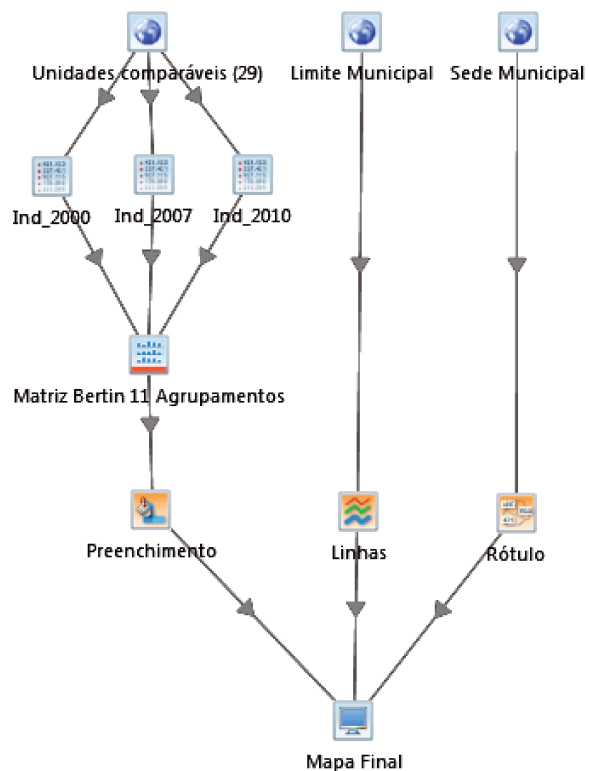 Unidades comparáveis (29)
Limite Municipal
Sede Municipal
Ind_2000
Ind_2007
Ind_2010
Matriz Bertin 11 Agrupamentos
Preenchimento
Linhas
Rótulo
Mapa Final